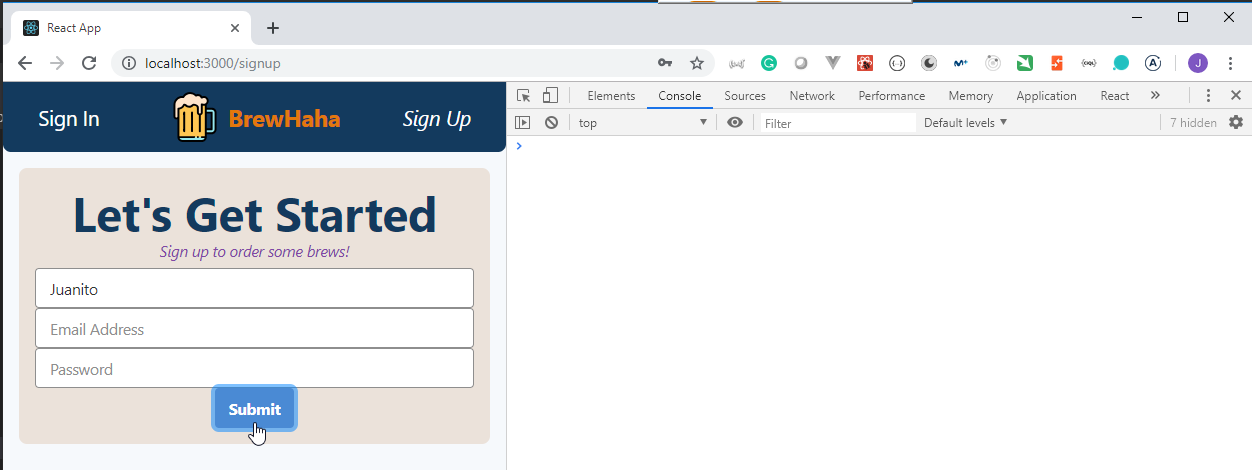 React App
localhost:3000/signup
J
Sign In
BrewHaha
Sign Up
Let's Get Started
Sign up to order some brews!
Juanito
Email Address
Password
Submit
Elements Console Sources Network Performance Memory Application React
top Filter Default levels 7 hidden